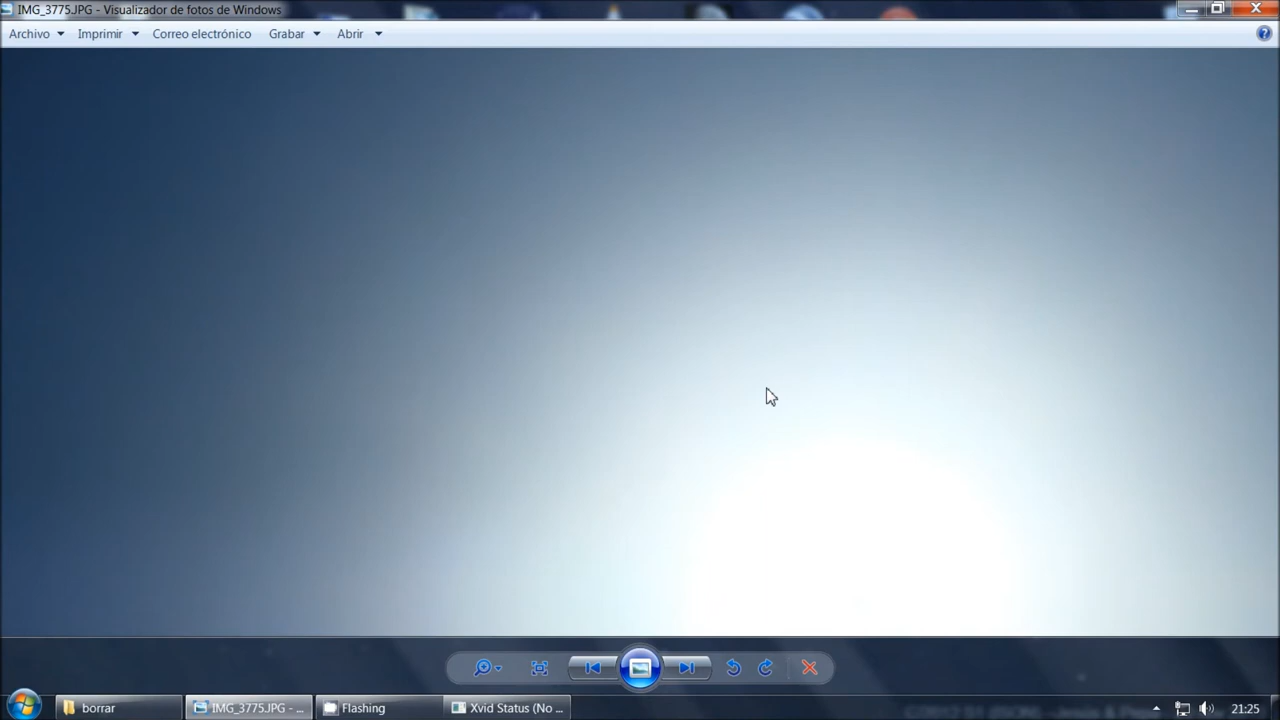 IMG_3775.JPG - Visualizador de fotos de Windows
Archivo Imprimir Correo electrónico Grabar Abrir
borrar IMG_3775.JPG - ... Flashing Xvid Status (No ... 21:25